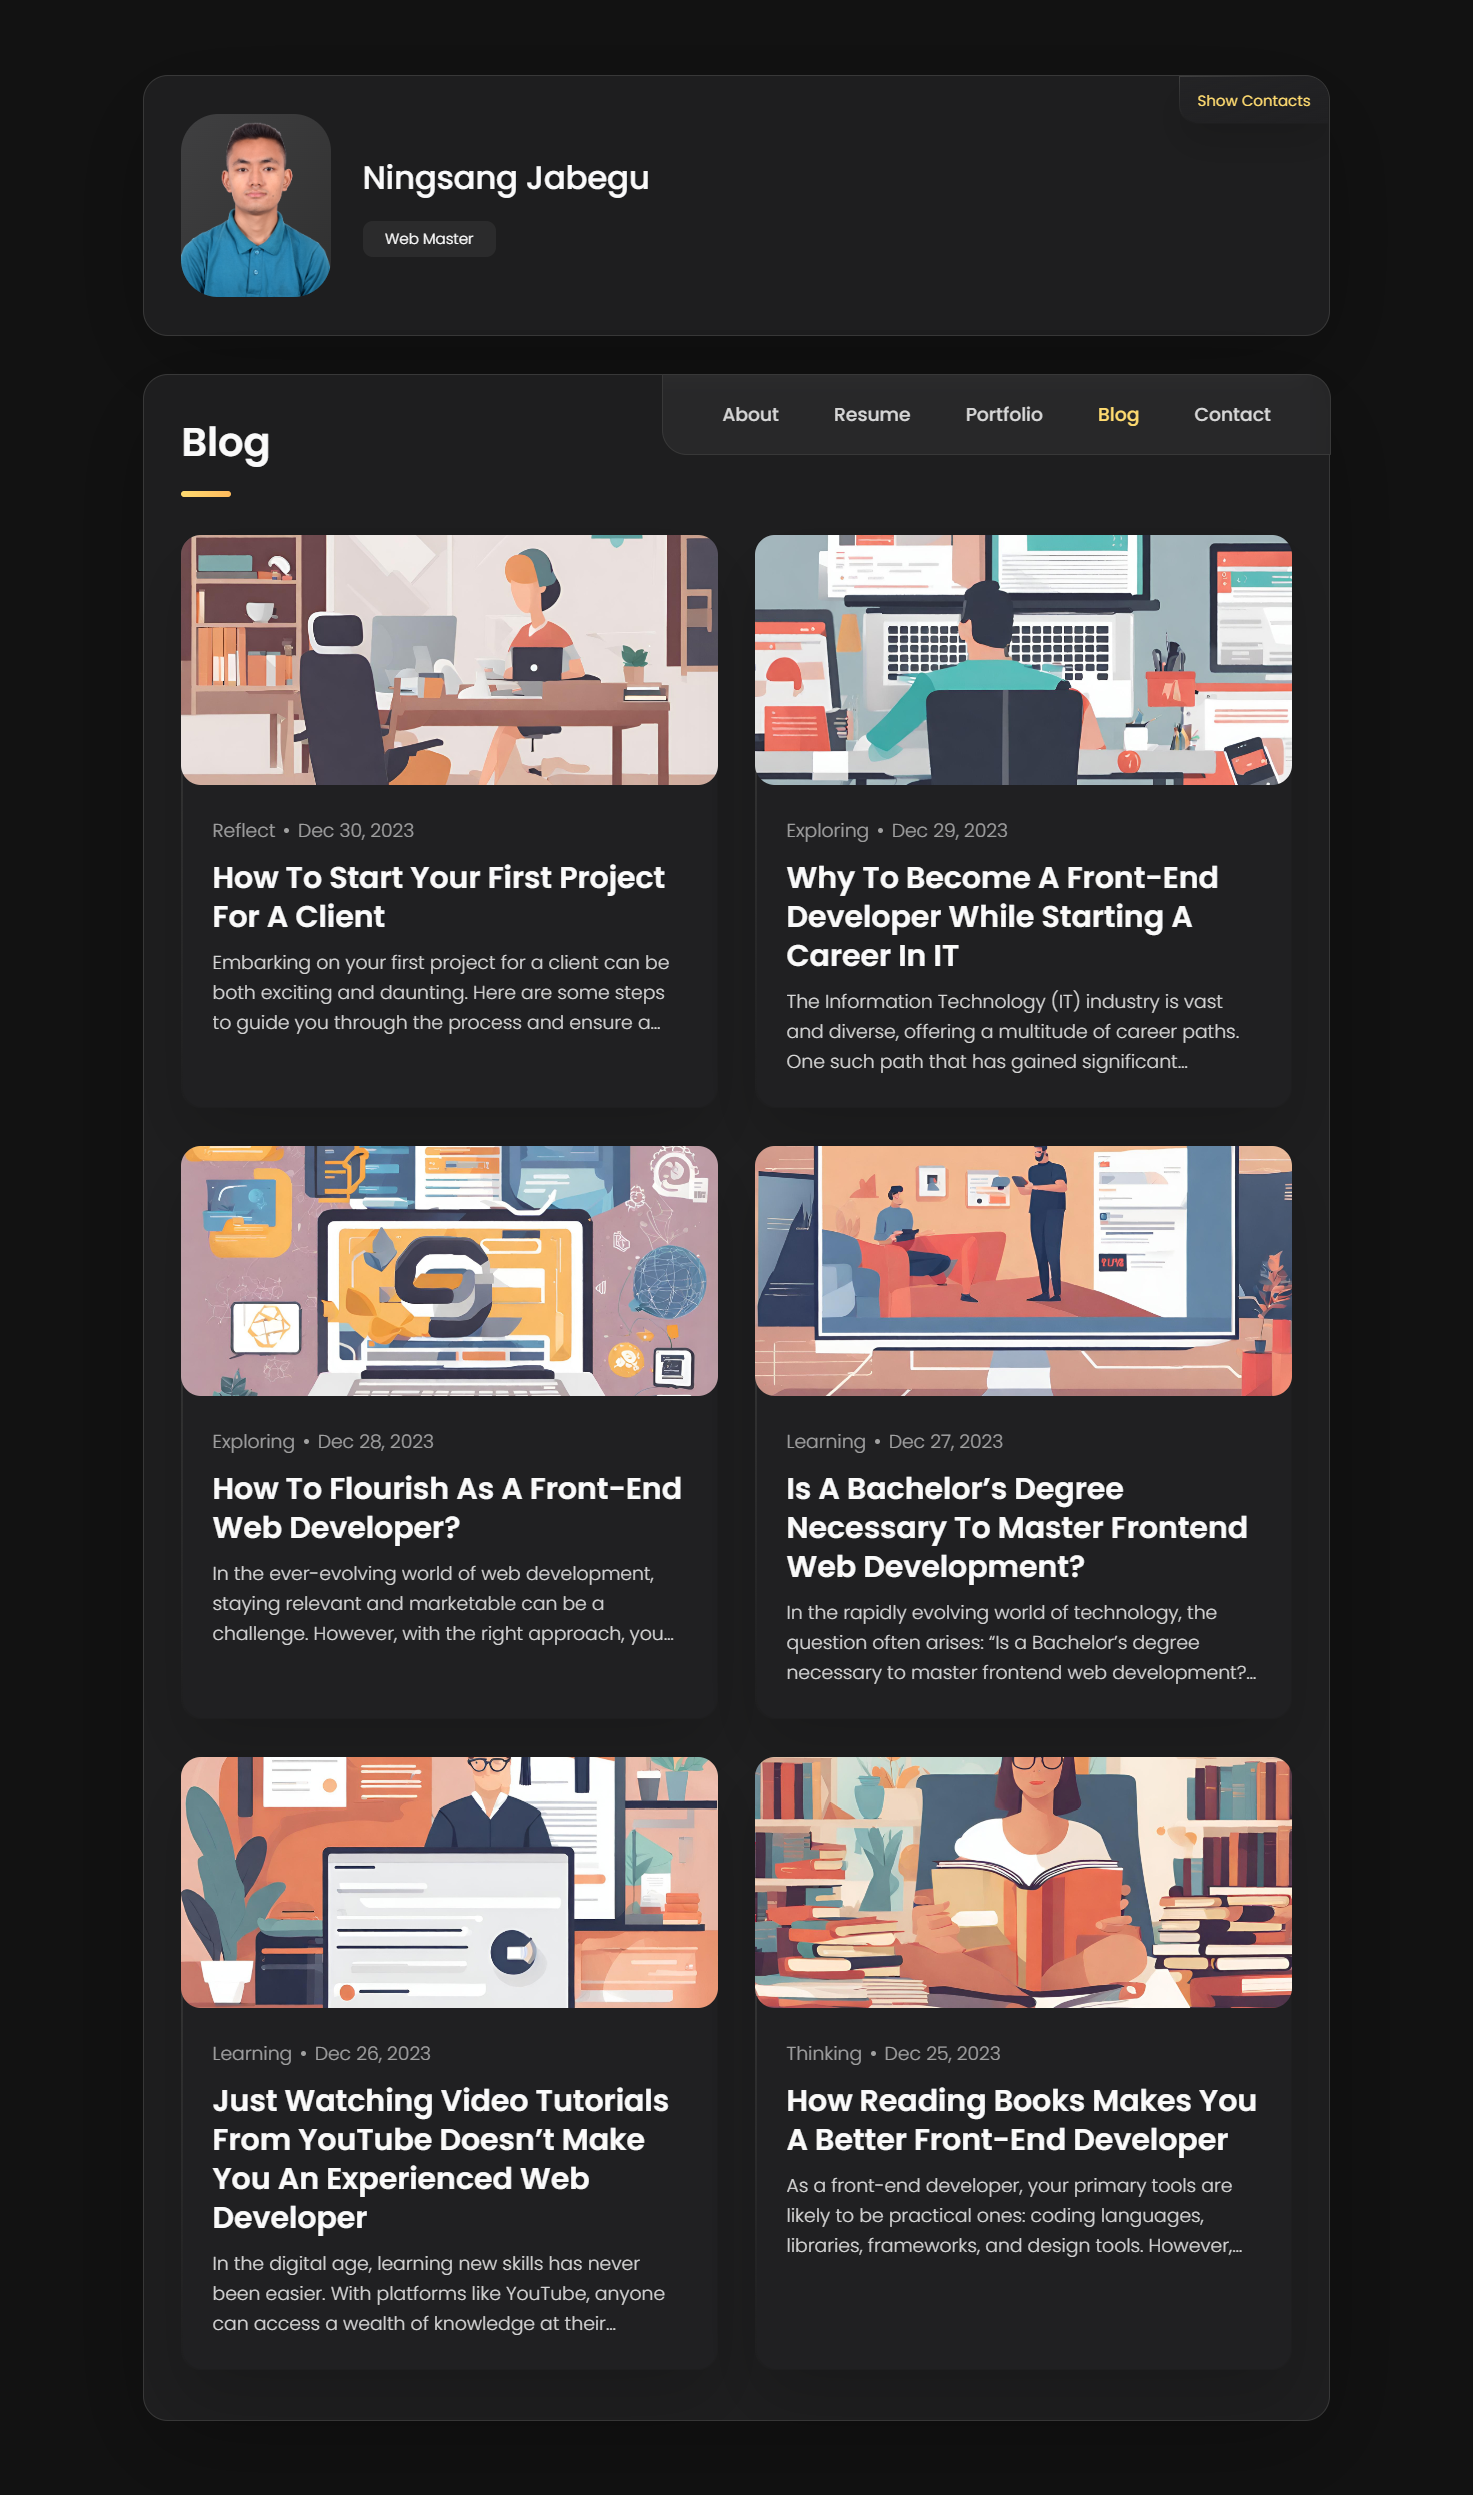 Show Contacts
Ningsang Jabegu
Web Master
About Resume Portfolio Blog Contact
Blog
Reflect • Dec 30, 2023
How To Start Your First Project
For A Client
Embarking on your first project for a client can be
both exciting and daunting. Here are some steps
to guide you through the process and ensure a...
Exploring • Dec 29, 2023
Why To Become A Front-End
Developer While Starting A
Career In IT
The Information Technology (IT) industry is vast
and diverse, offering a multitude of career paths.
One such path that has gained significant...
Exploring • Dec 28, 2023
How To Flourish As A Front-End
Web Developer?
In the ever-evolving world of web development,
staying relevant and marketable can be a
challenge. However, with the right approach, you...
Learning • Dec 27, 2023
Is A Bachelor’s Degree
Necessary To Master Frontend
Web Development?
In the rapidly evolving world of technology, the
question often arises: “Is a Bachelor’s degree
necessary to master frontend web development?...
Learning • Dec 26, 2023
Just Watching Video Tutorials
From YouTube Doesn’t Make
You An Experienced Web
Developer
In the digital age, learning new skills has never
been easier. With platforms like YouTube, anyone
can access a wealth of knowledge at their...
Thinking • Dec 25, 2023
How Reading Books Makes You
A Better Front-End Developer
As a front-end developer, your primary tools are
likely to be practical ones: coding languages,
libraries, frameworks, and design tools. However,...